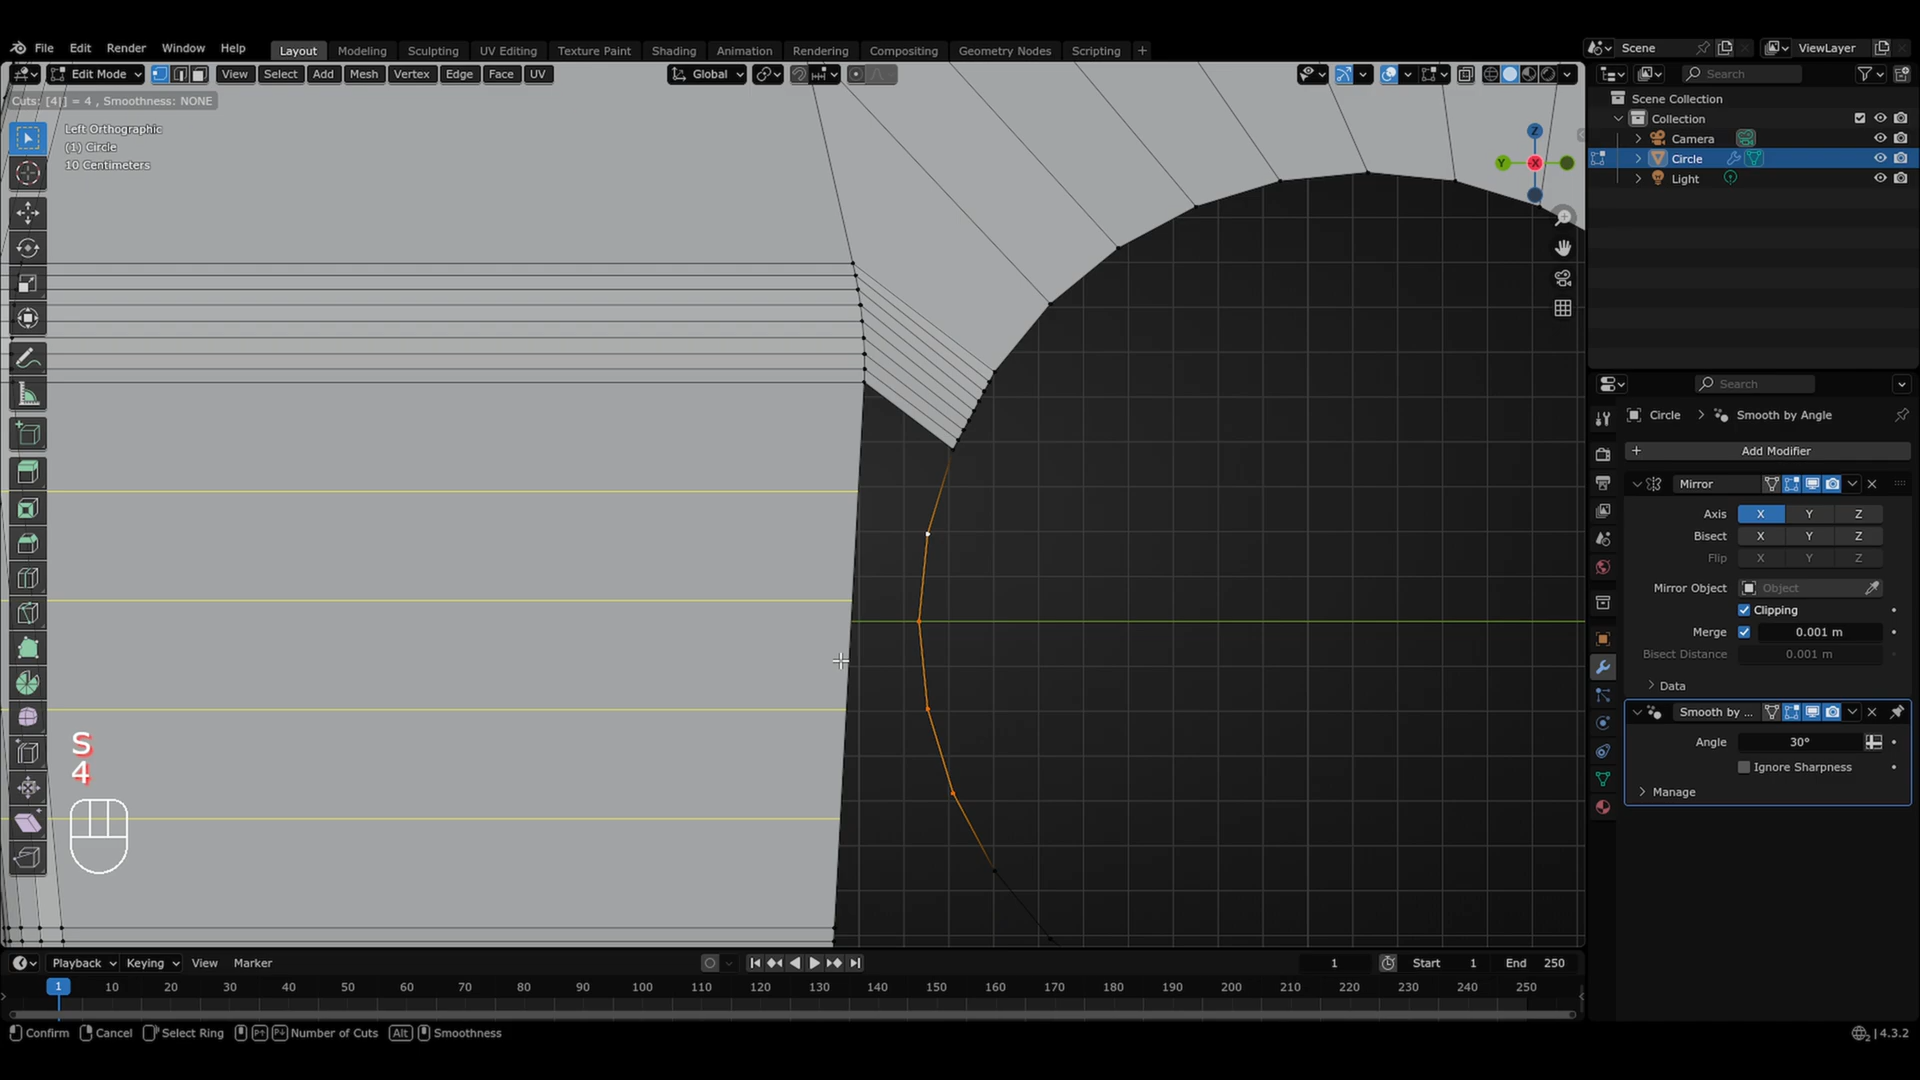 File Edit Render Window Help Layout Modeling Sculpting UV Editing Texture Paint Shading Animation Rendering Compositing Geometry Nodes Scripting + Scene ViewLayer
Edit Mode View Select Add Mesh Vertex Edge Face UV Global Search
Cuts: [4|] = 4 , Smoothness: NONE
Left Orthographic
(1) Circle
10 Centimeters
Z
Y
X
Scene Collection
Collection
Camera
Circle
Light
Search
Circle > Smooth by Angle
+ Add Modifier
Mirror
Axis X Y Z
Bisect X Y Z
Flip X Y Z
Mirror Object Object
Clipping
Merge 0.001 m
Bisect Distance 0.001 m
Data
Smooth by ...
Angle 30°
Ignore Sharpness
Manage
S
4
Playback Keying View Marker 1 Start 1 End 250
1 10 20 30 40 50 60 70 80 90 100 110 120 130 140 150 160 170 180 190 200 210 220 230 240 250
Confirm Cancel Select Ring Number of Cuts Alt Smoothness 4.3.2